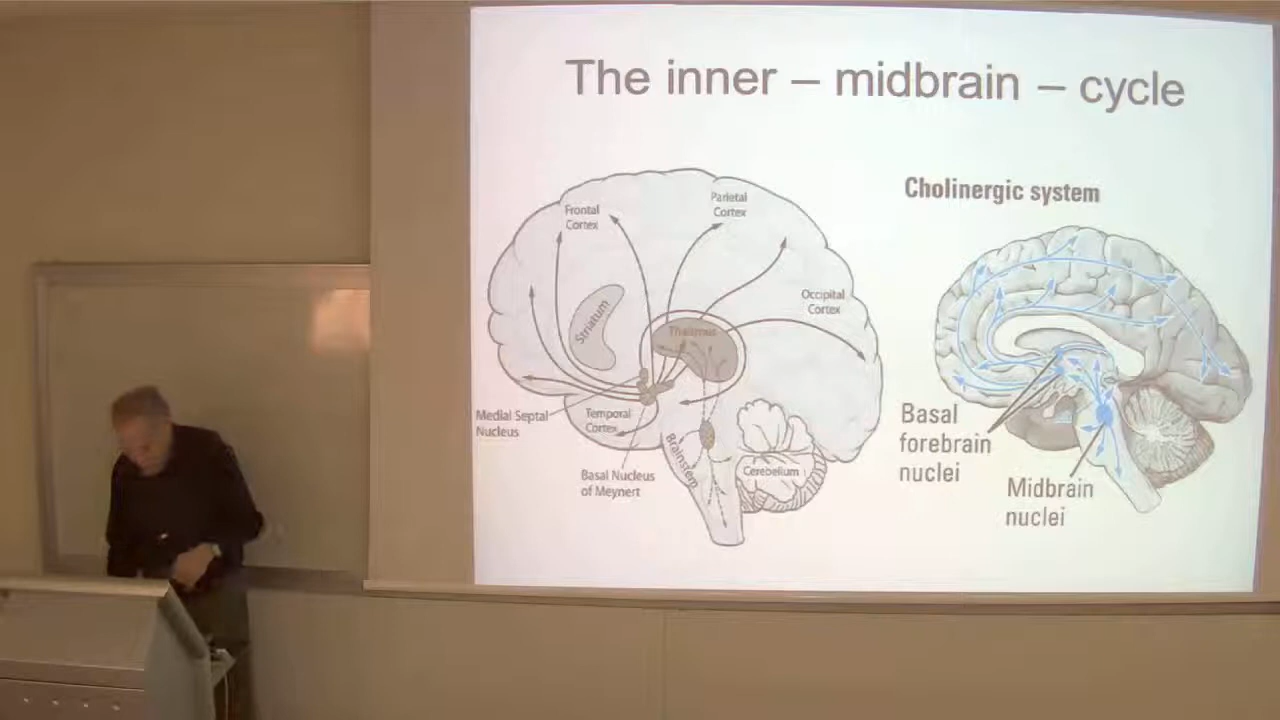 The inner – midbrain – cycle
Frontal
Cortex
Parietal
Cortex
Occipital
Cortex
Striatum
Thalamus
Medial Septal
Nucleus
Temporal
Cortex
Brainstem
Cerebellum
Basal Nucleus
of Meynert
Cholinergic system
Basal
forebrain
nuclei
Midbrain
nuclei